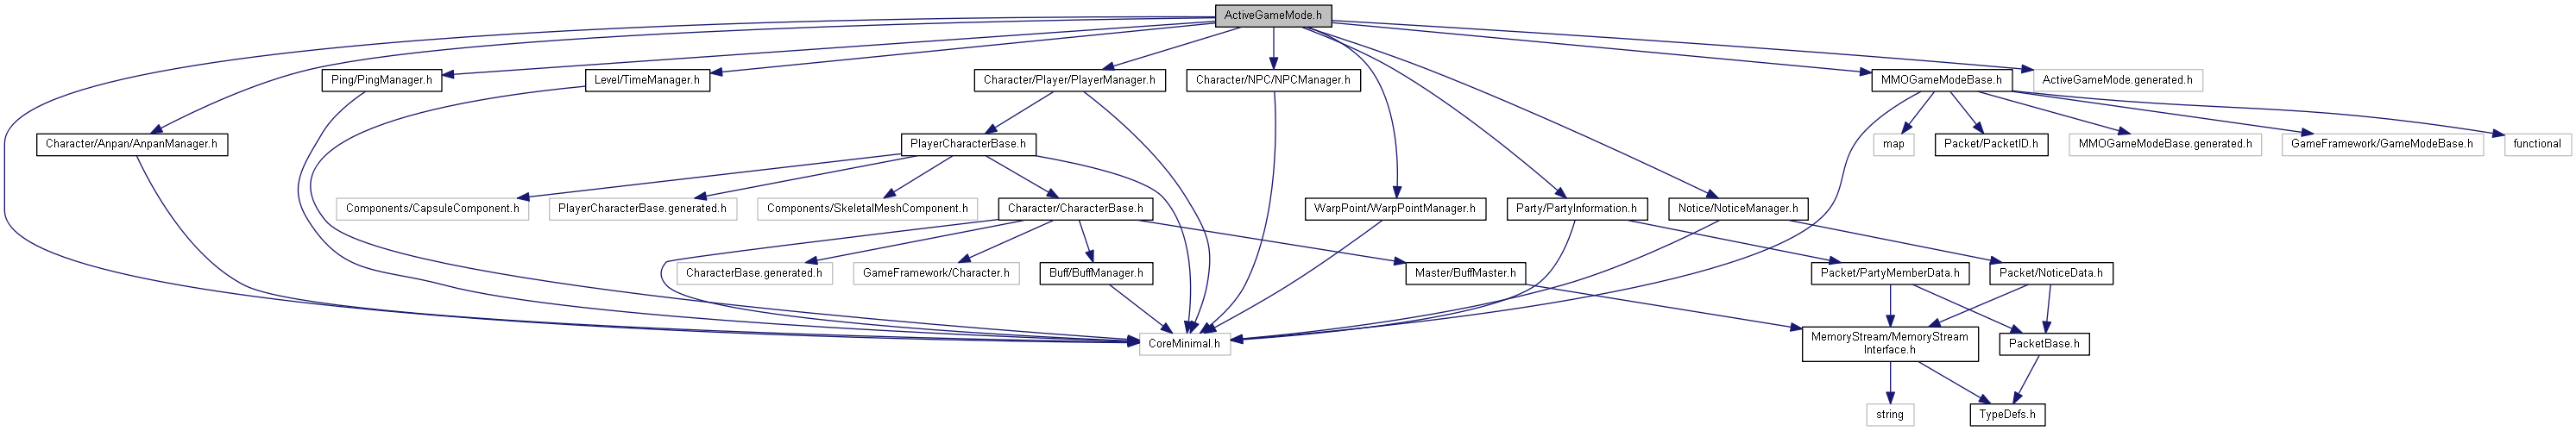 ActiveGameMode.h
Ping/PingManager.h
Level/TimeManager.h
Character/Player/PlayerManager.h
Character/NPC/NPCManager.h
MMOGameModeBase.h
ActiveGameMode.generated.h
Character/Anpan/AnpanManager.h
PlayerCharacterBase.h
map
Packet/PacketID.h
MMOGameModeBase.generated.h
GameFramework/GameModeBase.h
functional
Components/CapsuleComponent.h
PlayerCharacterBase.generated.h
Components/SkeletalMeshComponent.h
Character/CharacterBase.h
WarpPoint/WarpPointManager.h
Party/PartyInformation.h
Notice/NoticeManager.h
CharacterBase.generated.h
GameFramework/Character.h
Buff/BuffManager.h
Master/BuffMaster.h
Packet/PartyMemberData.h
Packet/NoticeData.h
CoreMinimal.h
MemoryStream/MemoryStream
Interface.h
PacketBase.h
string
TypeDefs.h